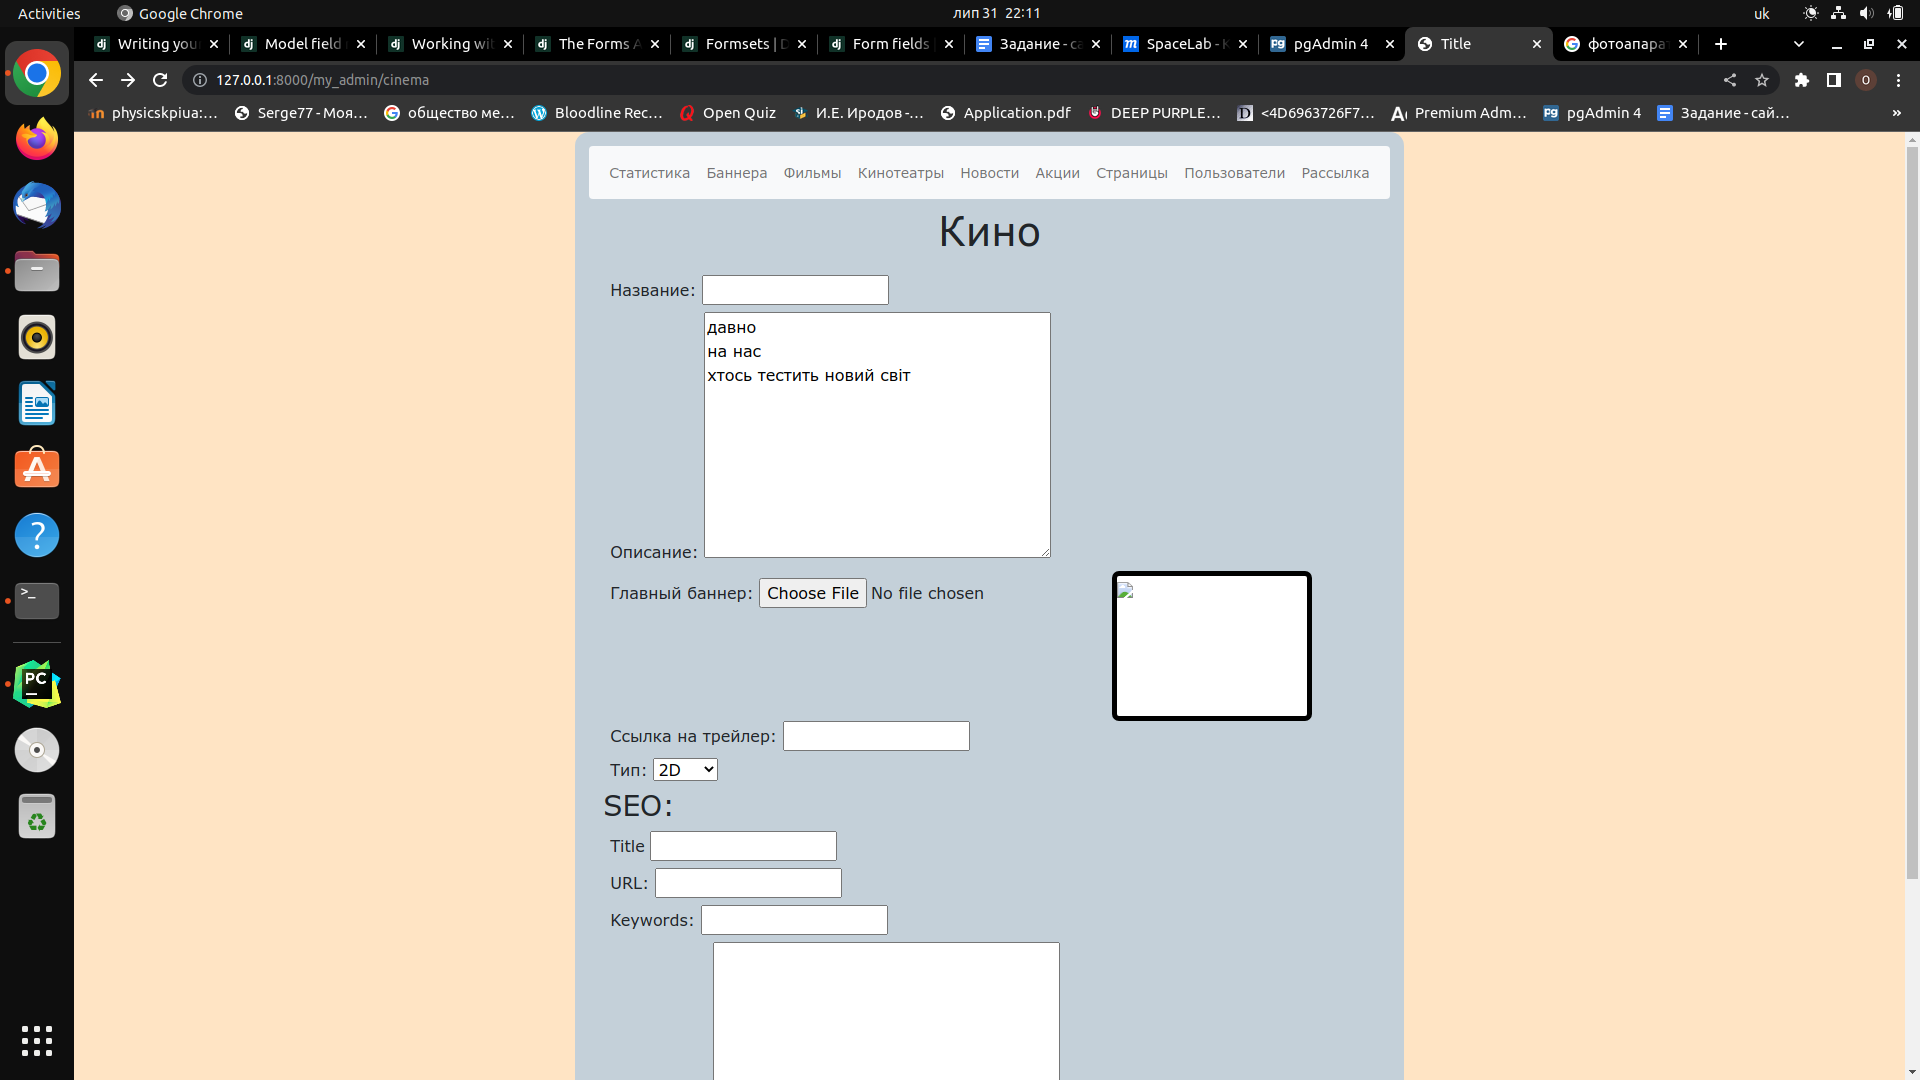 Activities
Google Chrome
лип 31 22:11
uk
Writing you
Model field
Working wit
The Forms A
Formsets | D
Form fields
Задание - са
SpaceLab - К
pgAdmin 4
Title
фотоапарат
127.0.0.1:8000/my_admin/cinema
O
physicskpiua:...
Serge77 - Моя...
общество ме...
Bloodline Rec...
Open Quiz
И.Е. Иродов -...
Application.pdf
DEEP PURPLE...
<4D6963726F7...
Premium Adm...
pgAdmin 4
Задание - сай...
»
Статистика
Баннера
Фильмы
Кинотеатры
Новости
Акции
Страницы
Пользователи
Рассылка
Кино
Название:
давно
на нас
хтось тестить новий світ
Описание:
Главный баннер: Choose File No file chosen
Ссылка на трейлер:
Тип: 2D
SEO:
Title
URL:
Keywords: